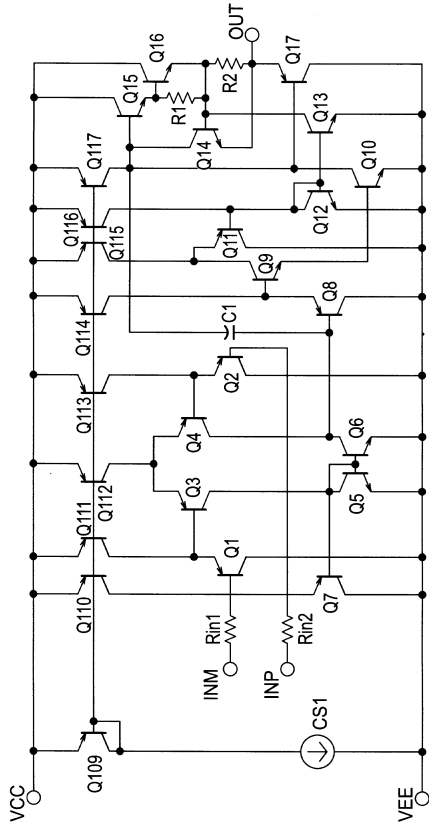 VCC
VEE
Q109
CS1
Q110
Q111
Q112
Q113
Q114
Q115
Q116
Q117
INM
INP
Rin1
Rin2
Q1
Q7
Q3
Q4
Q2
Q5
Q6
C1
Q8
Q9
Q11
Q10
Q12
Q13
Q14
Q15
Q16
R1
R2
OUT
Q17